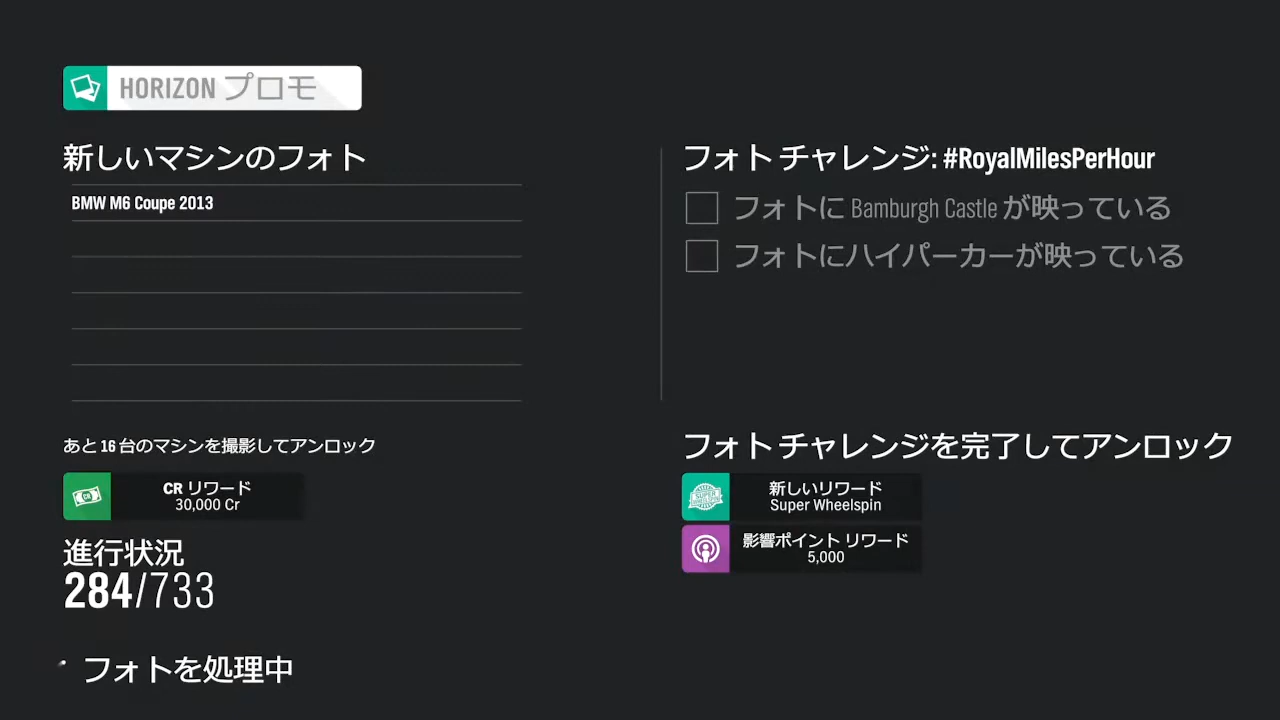 HORIZON プロモ
新しいマシンのフォト
BMW M6 Coupe 2013
あと 16 台のマシンを撮影してアンロック
CR
CR リワード
30,000 Cr
進行状況
284/733
フォトを処理中
フォト チャレンジ: #RoyalMilesPerHour
フォトに Bamburgh Castle が映っている
フォトにハイパーカーが映っている
フォト チャレンジを完了してアンロック
SUPER WHEELSPIN
新しいリワード
Super Wheelspin
影響ポイント リワード
5,000